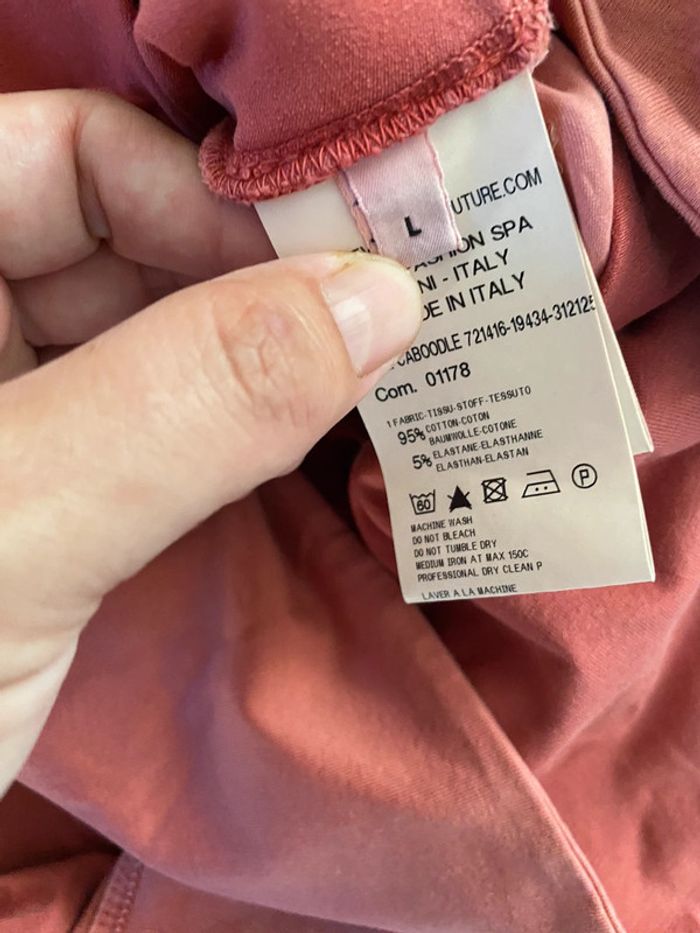 L
UTURE.COM
ASHION SPA
NI - ITALY
DE IN ITALY
CABOODLE 721416-19434-312125
Com. 01178
1 FABRIC-TISSU-STOFF-TESSUTO
95% COTTON-COTON
BAUMWOLLE-COTONE
5% ELASTANE-ELASTHANNE
ELASTHAN-ELASTAN
60
P
MACHINE WASH
DO NOT BLEACH
DO NOT TUMBLE DRY
MEDIUM IRON AT MAX 150C
PROFESSIONAL DRY CLEAN P
LAVER A LA MACHINE